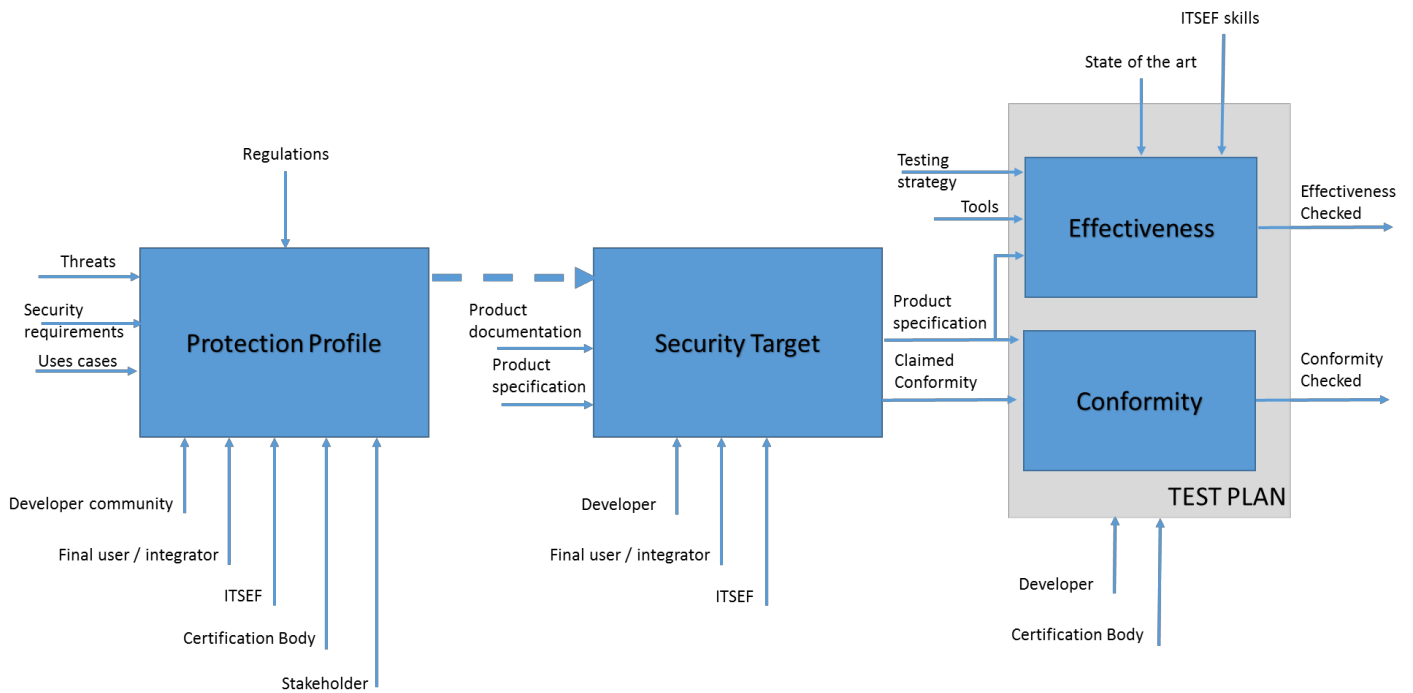 ITSEF skills
State of the art
Regulations
Testing
strategy
Tools
Effectiveness
Effectiveness
Checked
Threats
Security
requirements
Uses cases
Protection Profile
Product
documentation
Product
specification
Security Target
Product
specification
Claimed
Conformity
Conformity
Conformity
Checked
TEST PLAN
Developer community
Final user / integrator
ITSEF
Certification Body
Stakeholder
Developer
Final user / integrator
ITSEF
Developer
Certification Body